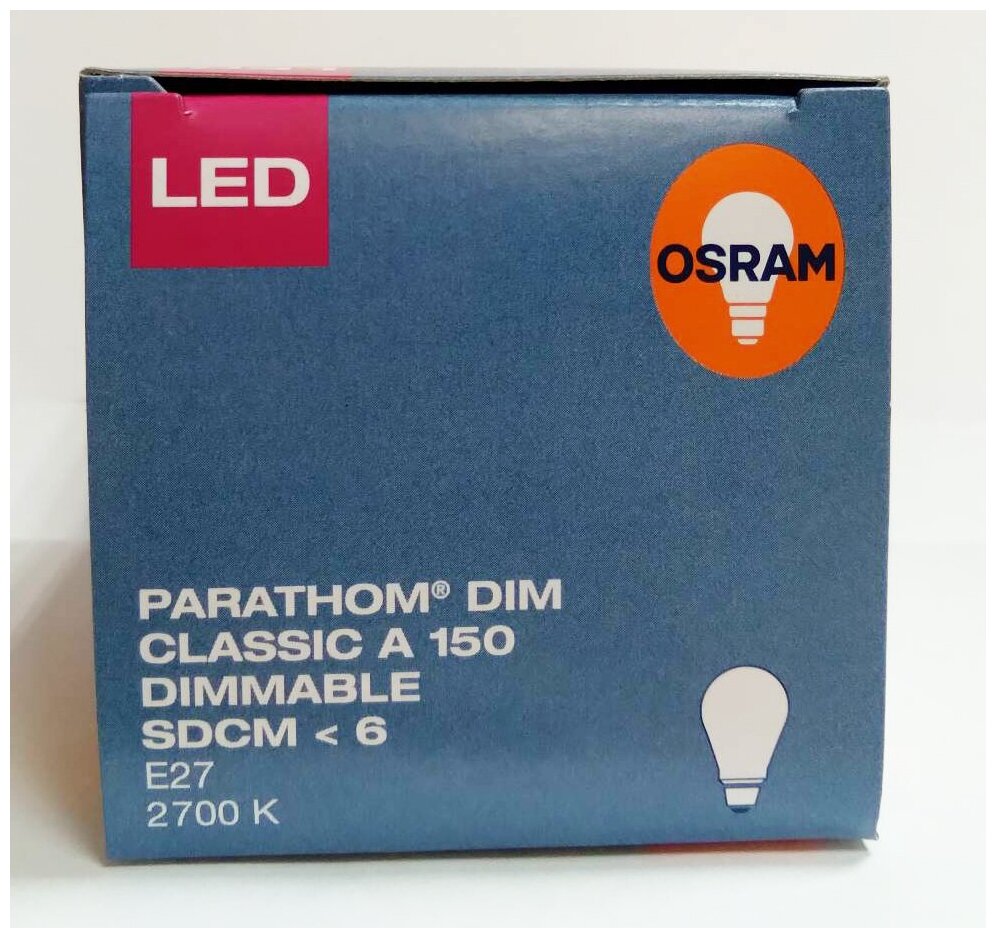 LED
OSRAM
PARATHOM® DIM
CLASSIC A 150
DIMMABLE
SDCM < 6
E27
2700 K